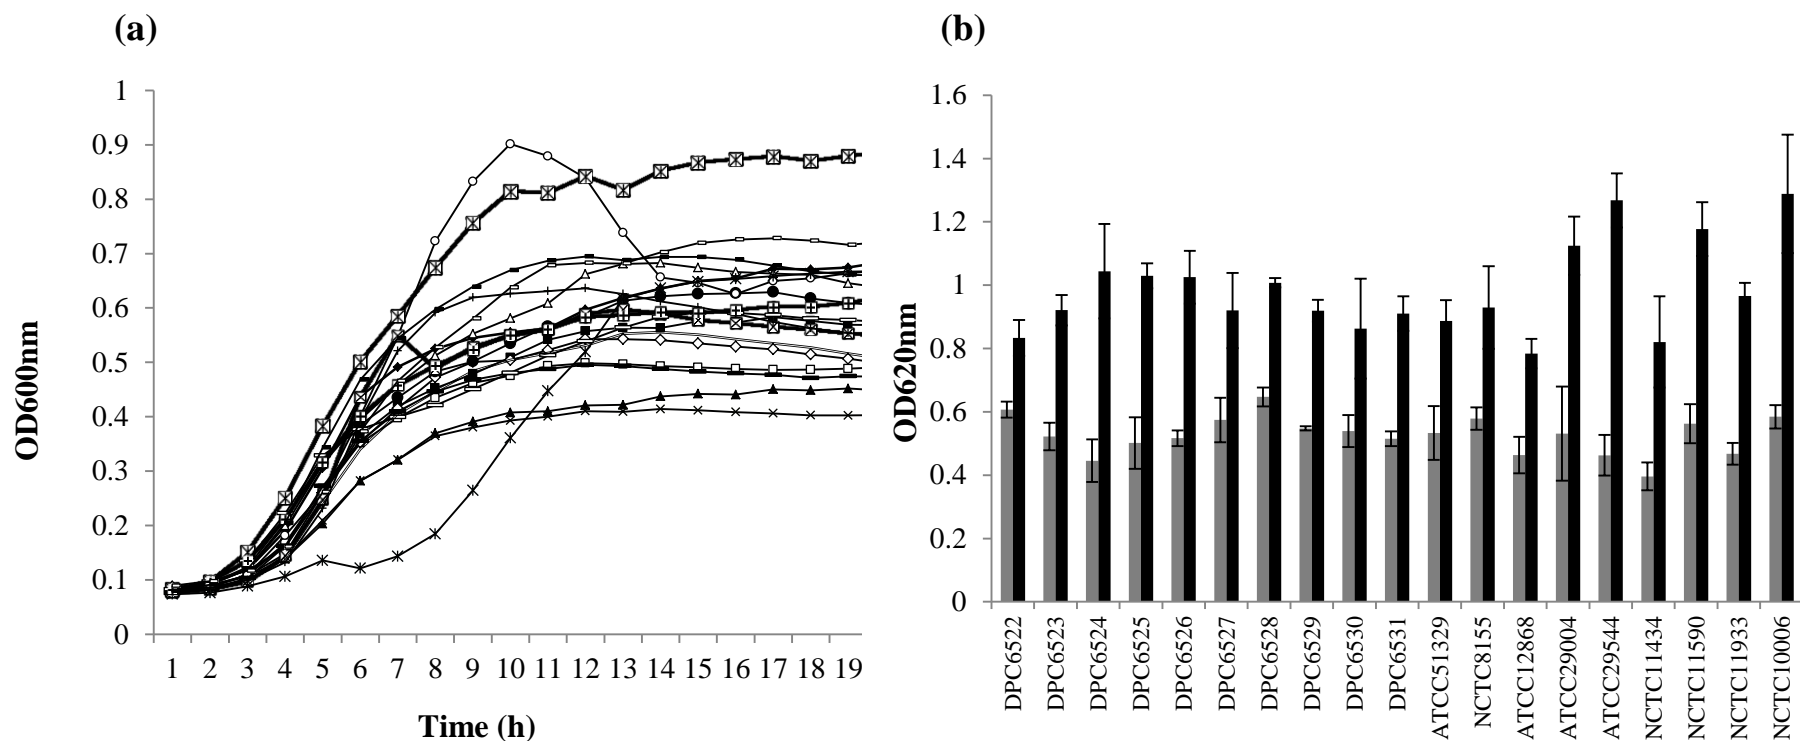 (a)
OD600nm
1
0.9
0.8
0.7
0.6
0.5
0.4
0.3
0.2
0.1
0
1 2 3 4 5 6 7 8 9 10 11 12 13 14 15 16 17 18 19
Time (h)
(b)
OD620nm
1.6
1.4
1.2
1
0.8
0.6
0.4
0.2
0
DPC6522
DPC6523
DPC6524
DPC6525
DPC6526
DPC6527
DPC6528
DPC6529
DPC6530
DPC6531
ATCC51329
NCTC8155
ATCC12868
ATCC29004
ATCC29544
NCTC11434
NCTC11590
NCTC11933
NCTC10006